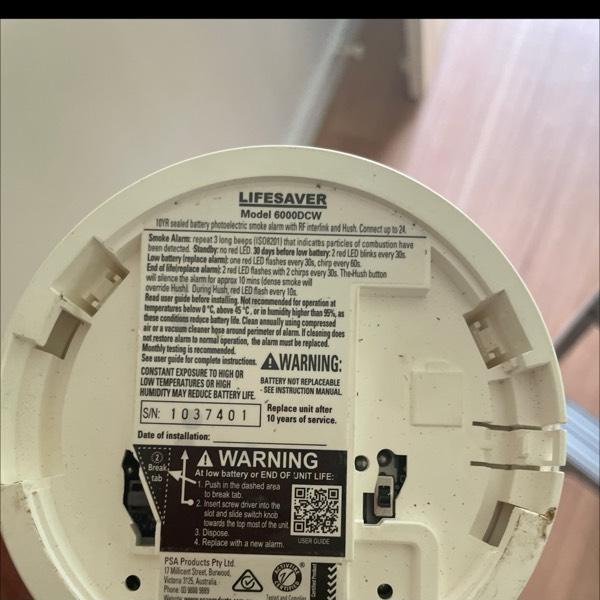 LIFESAVER
Model 6000DCW
10YR sealed battery photoelectric smoke alarm with RF interlink and Hush. Connect up to 24.
Smoke Alarm: repeat 3 long beeps (ISO8201) that indicatts particles of combustion have
been detected. Standby: no red LED. 30 days before low battery: 2 red LED blinks every 30s.
Low battery (replace alarm): one red LED flashes every 30s, chirp every 60s.
End of life(replace alarm): 2 red LED flashes with 2 chirps every 30s. The Hush button
will silence the alarm for approx 10 mins (dense smoke will
override Hush). During Hush, red LED flash every 10s.
Read user guide before installing. Not recommended for operation at
temperatures below 0 °C, above 45 °C , or in humidity higher than 95%, as
these conditions reduce battery life. Clean annually using compressed
air or a vacuum cleaner hose around perimeter of alarm. If cleaning does
not restore alarm to normal operation, the alarm must be replaced.
Monthly testing is recommended.
See user guide for complete instructions.
CONSTANT EXPOSURE TO HIGH OR
LOW TEMPERATURES OR HIGH
HUMIDITY MAY REDUCE BATTERY LIFE.
WARNING:
BATTERY NOT REPLACEABLE
- SEE INSTRUCTION MANUAL
S/N: 1037401
Replace unit after
10 years of service.
Date of installation:
2
Break
tab
WARNING
At low battery or END OF UNIT LIFE:
1. Push in the dashed area
to break tab.
2. Insert screw driver into the
slot and slide switch knob
towards the top most of the unit.
3. Dispose.
4. Replace with a new alarm.
USER GUIDE
PSA Products Pty Ltd.
17 Millicent Street, Burwood,
Victoria 3125, Australia.
Phone: 03 9888 9889
Tested and Complies
Certified Product